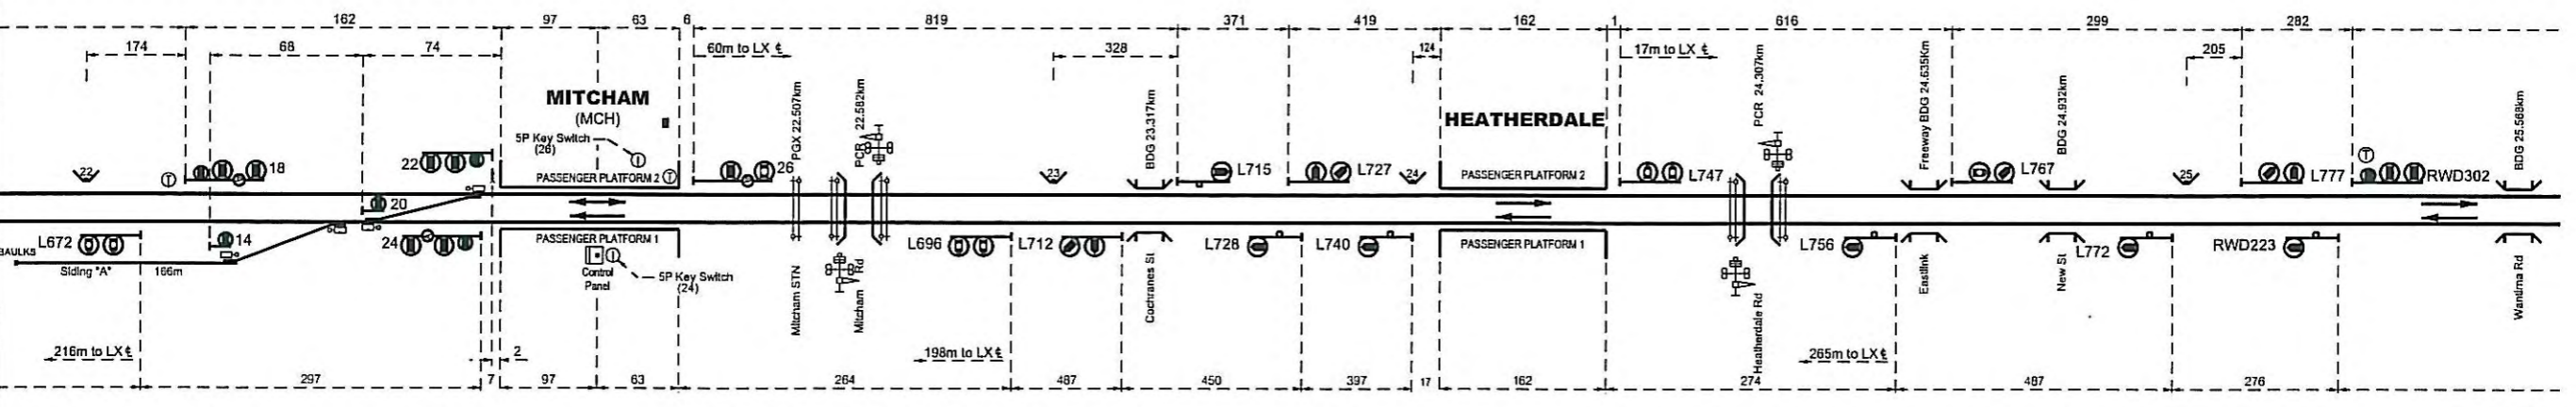 162
97
63
6
819
371
419
162
1
616
299
282
174
68
74
60m to LX ℄
328
124
17m to LX ℄
205
MITCHAM
(MCH)
5P Key Switch
(26)
HEATHERDALE
PGX 22.507km
PCR 22.582km
BDG 23.317km
PCR 24.307km
Freeway BDG 24.635Km
BDG 24.932km
BDG 25.568km
22
T
18
22
PASSENGER PLATFORM 2
T
26
23
L715
L727
24
PASSENGER PLATFORM 2
L747
L767
25
L777
T
RWD302
20
BAULKS
L672
14
24
PASSENGER PLATFORM 1
L696
L712
L728
L740
PASSENGER PLATFORM 1
L756
L772
RWD223
Siding "A"
166m
Control
Panel
5P Key Switch
(24)
Mitcham STN
Mitcham Rd
Cochranes St
Heatherdale Rd
Eastlink
New St
Wantirna Rd
216m to LX ℄
2
198m to LX ℄
265m to LX ℄
297
7
97
63
264
487
450
397
17
162
274
487
276